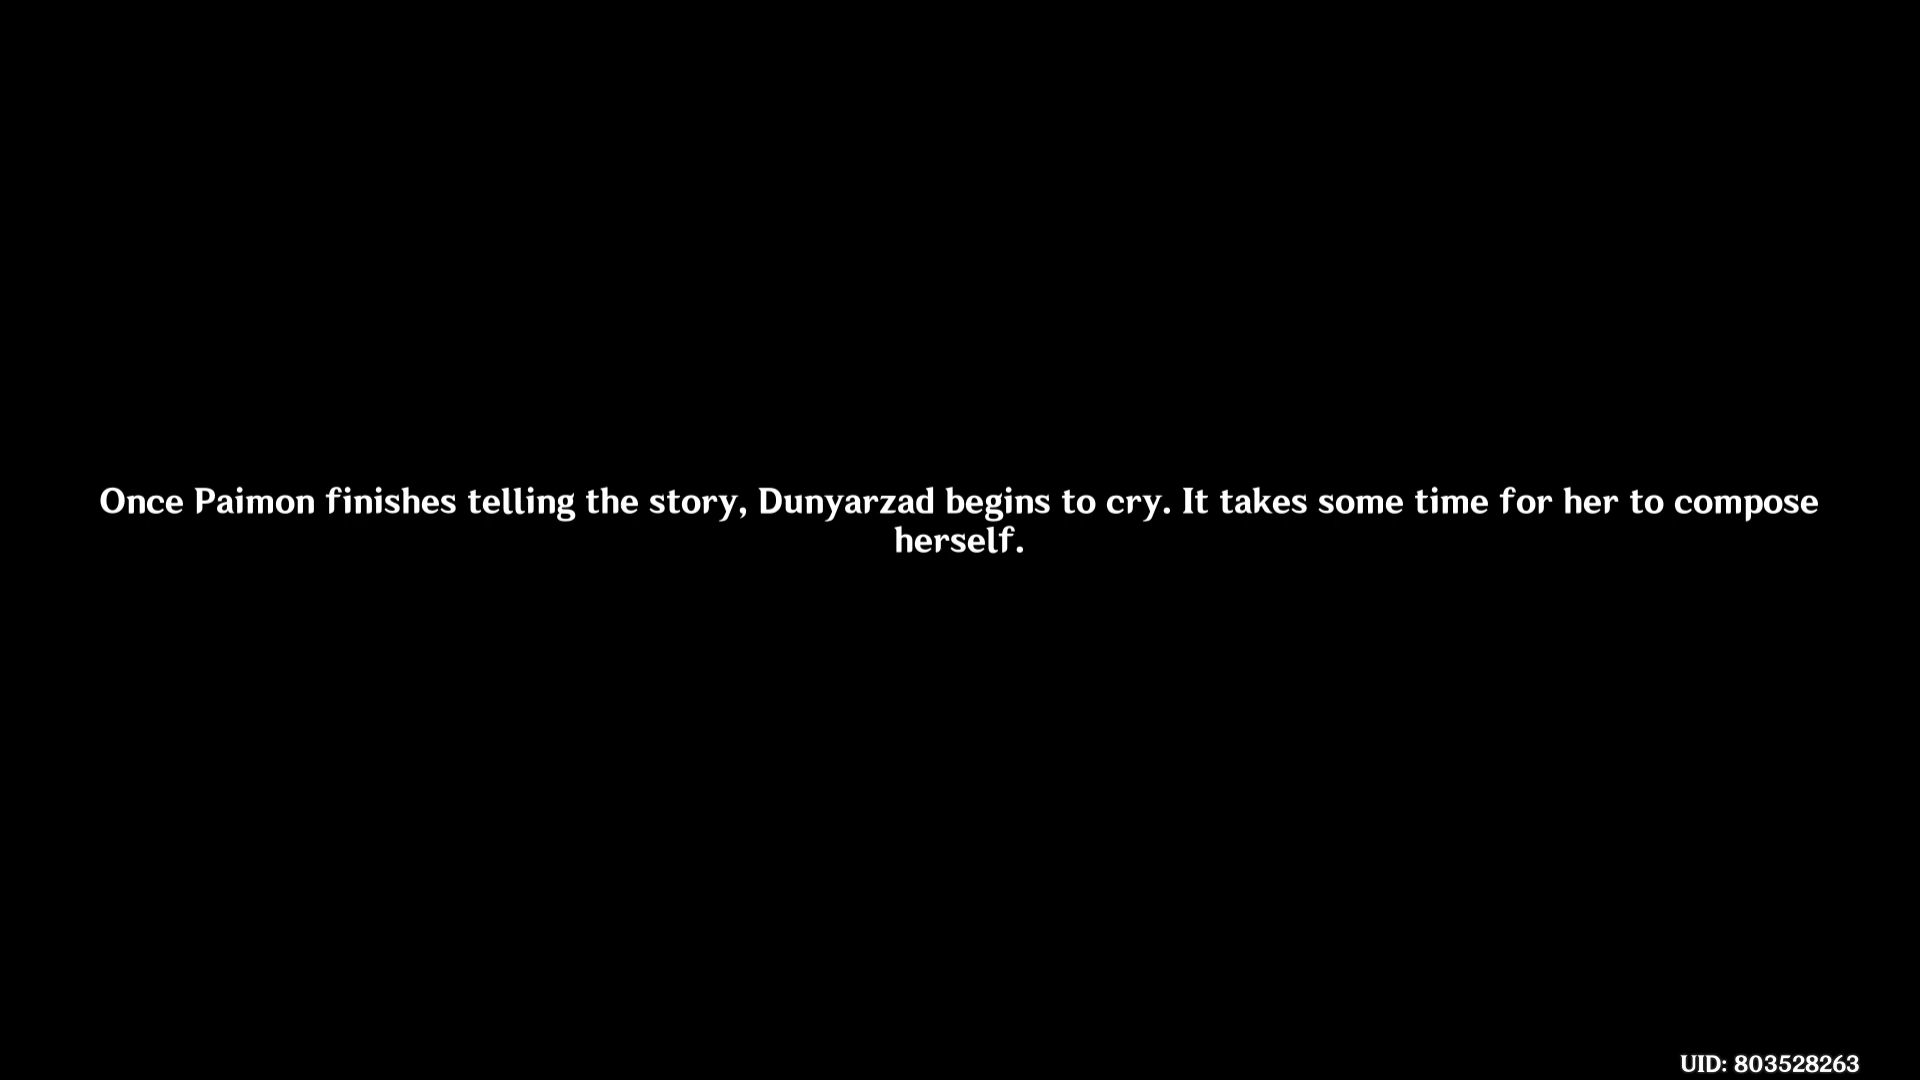 Once Paimon finishes telling the story, Dunyarzad begins to cry. It takes some time for her to compose
herself.
UID: 803528263